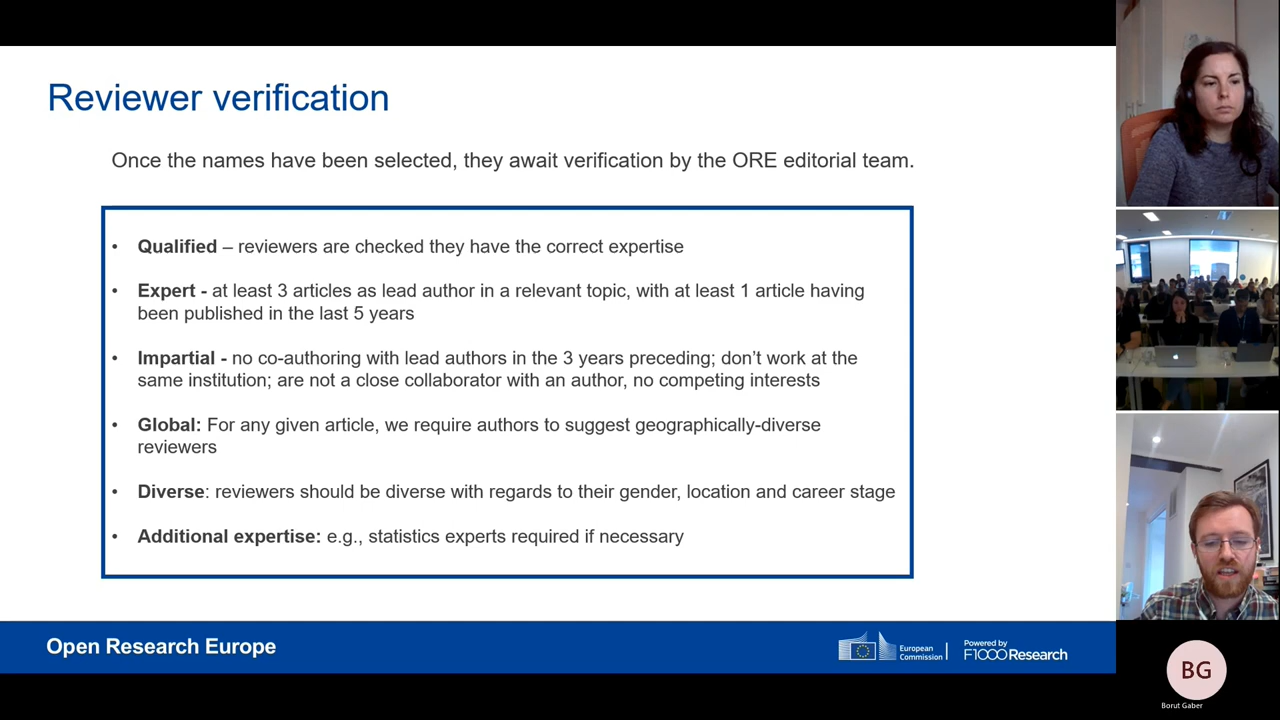 Reviewer verification
Once the names have been selected, they await verification by the ORE editorial team.
• Qualified – reviewers are checked they have the correct expertise
• Expert - at least 3 articles as lead author in a relevant topic, with at least 1 article having
been published in the last 5 years
• Impartial - no co-authoring with lead authors in the 3 years preceding; don’t work at the
same institution; are not a close collaborator with an author, no competing interests
• Global: For any given article, we require authors to suggest geographically-diverse
reviewers
• Diverse: reviewers should be diverse with regards to their gender, location and career stage
• Additional expertise: e.g., statistics experts required if necessary
Open Research Europe
European
Commission
Powered by
F1000Research
BG
Borut Gaber